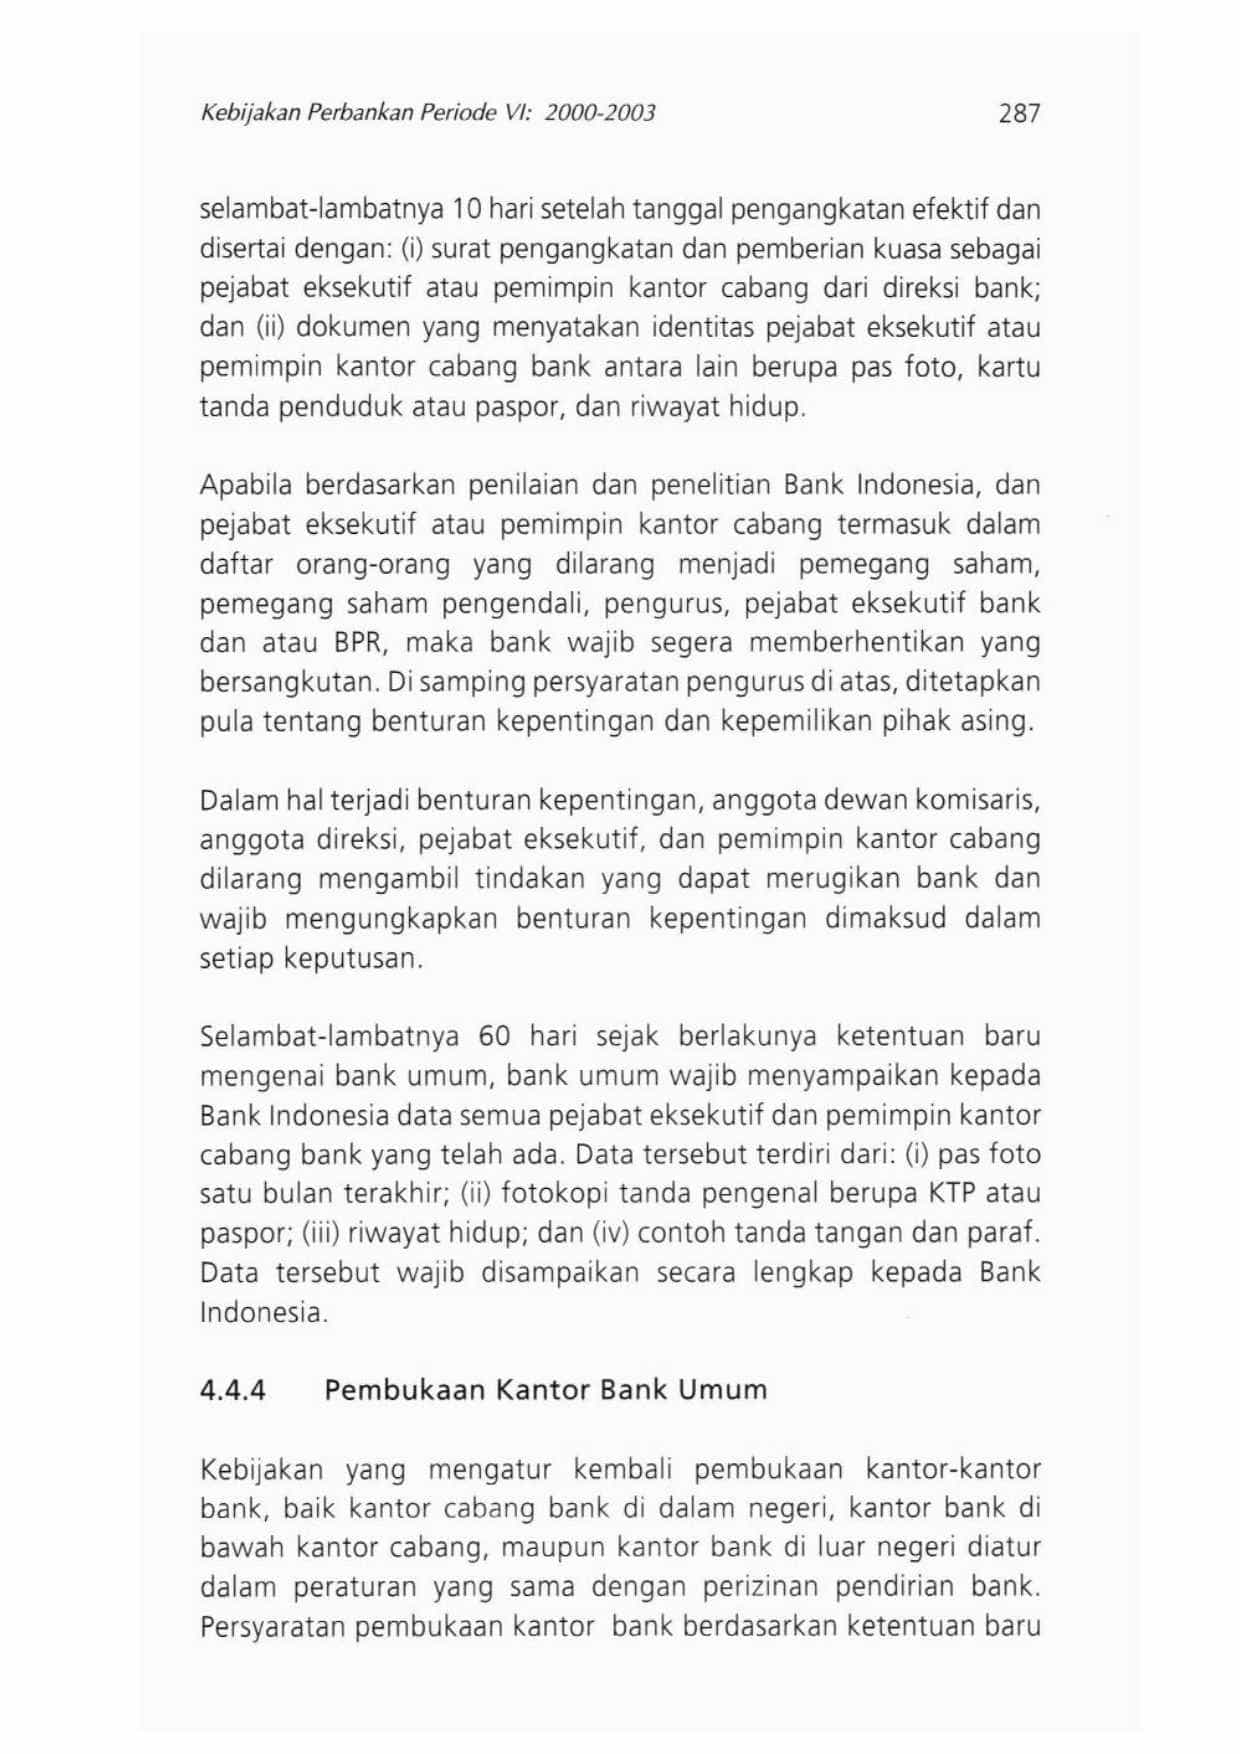 Kebijakan Perbankan Periode VI: 2000-2003 287
selambat-lambatnya 10 hari setelah tanggal pengangkatan efektif dan
disertai dengan: (i) surat pengangkatan dan pemberian kuasa sebagai
pejabat eksekutif atau pemimpin kantor cabang dari direksi bank;
dan (ii) dokumen yang menyatakan identitas pejabat eksekutif atau
pemimpin kantor cabang bank antara lain berupa pas foto, kartu
tanda penduduk atau paspor, dan riwayat hidup.
Apabila berdasarkan penilaian dan penelitian Bank Indonesia, dan
pejabat eksekutif atau pemimpin kantor cabang termasuk dalam
daftar orang-orang yang dilarang menjadi pemegang saham,
pemegang saham pengendali, pengurus, pejabat eksekutif bank
dan atau BPR, maka bank wajib segera memberhentikan yang
bersangkutan. Di samping persyaratan pengurus di atas, ditetapkan
pula tentang benturan kepentingan dan kepemilikan pihak asing.
Dalam hal terjadi benturan kepentingan, anggota dewan komisaris,
anggota direksi, pejabat eksekutif, dan pemimpin kantor cabang
dilarang mengambil tindakan yang dapat merugikan bank dan
wajib mengungkapkan benturan kepentingan dimaksud dalam
setiap keputusan.
Selambat-lambatnya 60 hari sejak berlakunya ketentuan baru
mengenai bank umum, bank umum wajib menyampaikan kepada
Bank Indonesia data semua pejabat eksekutif dan pemimpin kantor
cabang bank yang telah ada. Data tersebut terdiri dari: (i) pas foto
satu bulan terakhir; (ii) fotokopi tanda pengenal berupa KTP atau
paspor; (iii) riwayat hidup; dan (iv) contoh tanda tangan dan paraf.
Data tersebut wajib disampaikan secara lengkap kepada Bank
Indonesia.
4.4.4 Pembukaan Kantor Bank Umum
Kebijakan yang mengatur kembali pembukaan kantor-kantor
bank, baik kantor cabang bank di dalam negeri, kantor bank di
bawah kantor cabang, maupun kantor bank di luar negeri diatur
dalam peraturan yang sama dengan perizinan pendirian bank.
Persyaratan pembukaan kantor bank berdasarkan ketentuan baru